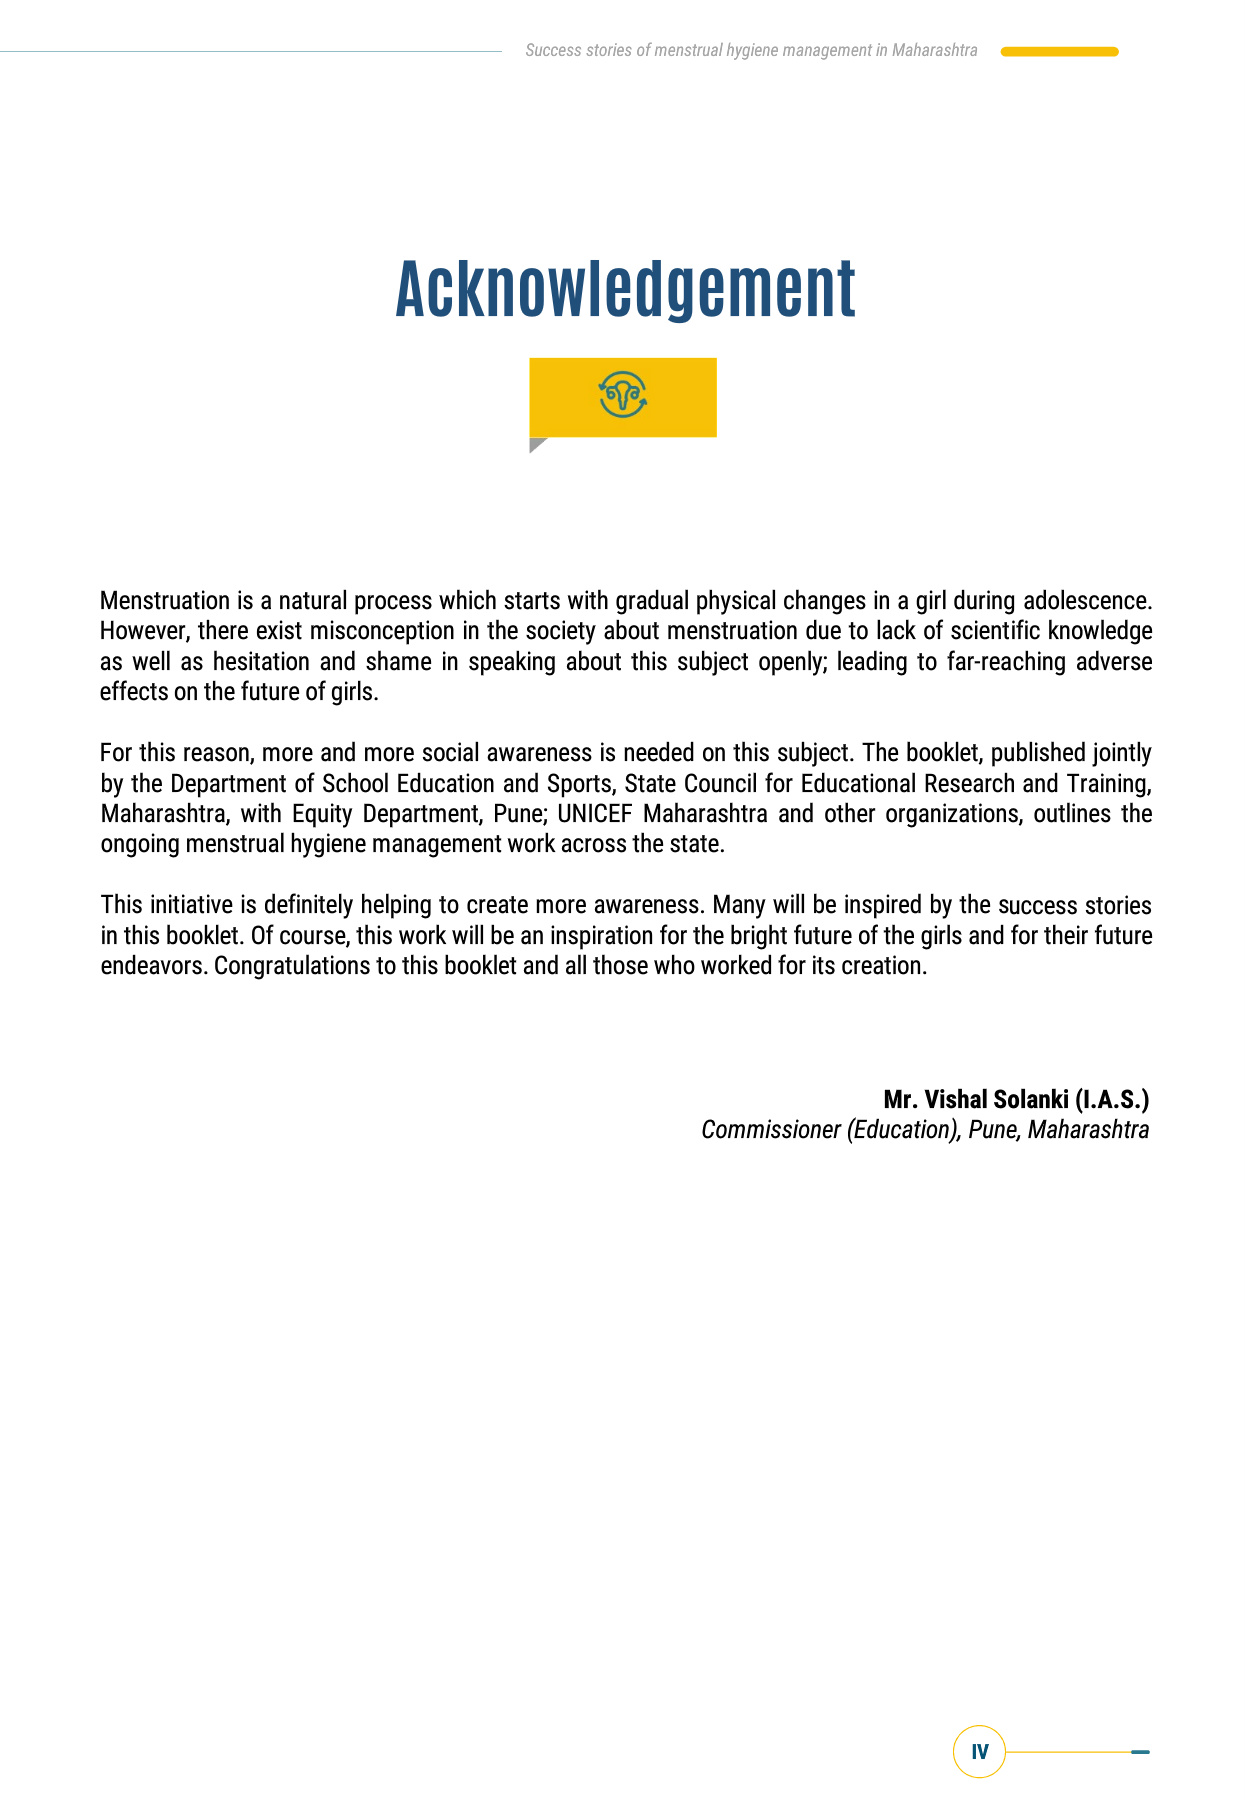 Success stories of menstrual hygiene management in Maharashtra
Acknowledgement
Menstruation is a natural process which starts with gradual physical changes in a girl during adolescence.
However, there exist misconception in the society about menstruation due to lack of scientific knowledge
as well as hesitation and shame in speaking about this subject openly; leading to far-reaching adverse
effects on the future of girls.
For this reason, more and more social awareness is needed on this subject. The booklet, published jointly
by the Department of School Education and Sports, State Council for Educational Research and Training,
Maharashtra, with Equity Department, Pune; UNICEF Maharashtra and other organizations, outlines the
ongoing menstrual hygiene management work across the state.
This initiative is definitely helping to create more awareness. Many will be inspired by the success stories
in this booklet. Of course, this work will be an inspiration for the bright future of the girls and for their future
endeavors. Congratulations to this booklet and all those who worked for its creation.
Mr. Vishal Solanki (I.A.S.)
Commissioner (Education), Pune, Maharashtra
IV